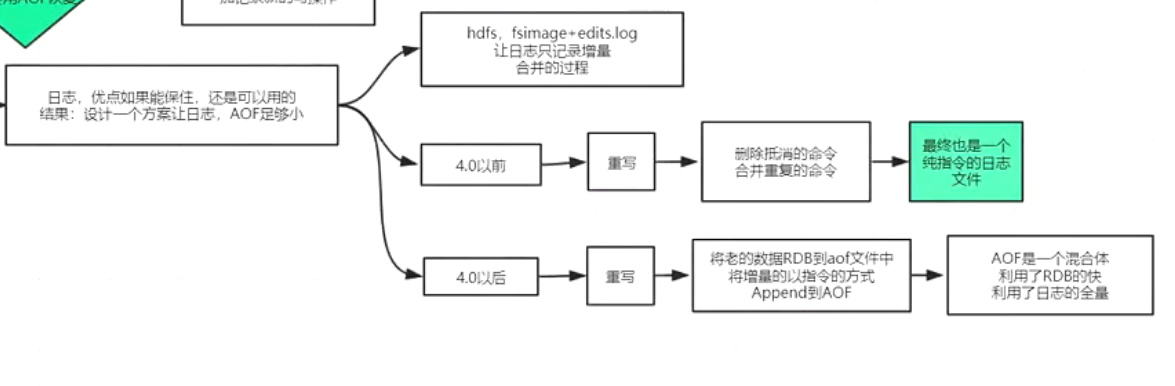 hdfs，fsimage+edits.log
让日志只记录增量
合并的过程
日志，优点如果能保住，还是可以用的
结果：设计一个方案让日志，AOF足够小
4.0以前
重写
删除抵消的命令
合并重复的命令
最终也是一个
纯指令的日志
文件
4.0以后
重写
将老的数据RDB到aof文件中
将增量的以指令的方式
Append到AOF
AOF是一个混合体
利用了RDB的快
利用了日志的全量